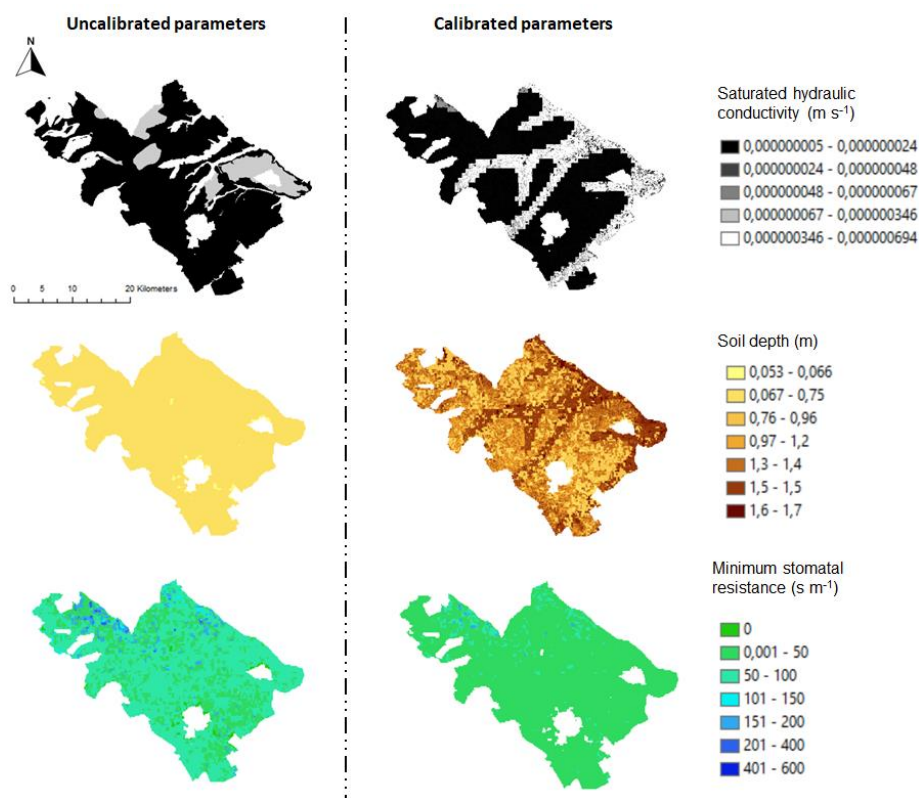 Uncalibrated parameters
Calibrated parameters
N
Saturated hydraulic
conductivity (m s⁻¹)
0,000000005 - 0,000000024
0,000000024 - 0,000000048
0,000000048 - 0,000000067
0,000000067 - 0,000000346
0,000000346 - 0,000000694
0 5 10 20 Kilometers
Soil depth (m)
0,053 - 0,066
0,067 - 0,75
0,76 - 0,96
0,97 - 1,2
1,3 - 1,4
1,5 - 1,5
1,6 - 1,7
Minimum stomatal
resistance (s m⁻¹)
0
0,001 - 50
50 - 100
101 - 150
151 - 200
201 - 400
401 - 600